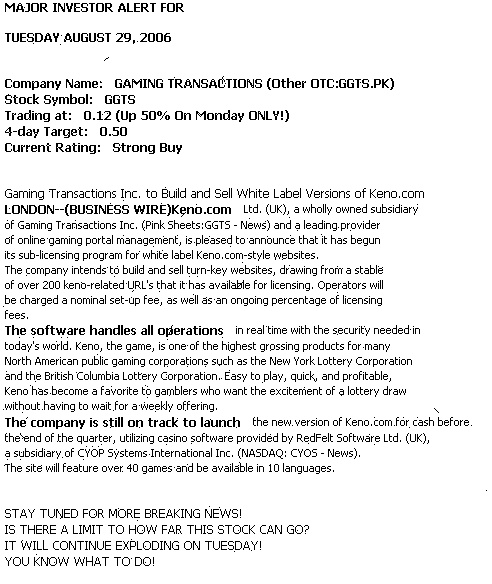 MAJOR INVESTOR ALERT FOR
TUESDAY AUGUST 29, 2006
Company Name: GAMING TRANSACTIONS (Other OTC:GGTS.PK)
Stock Symbol: GGTS
Trading at: 0.12 (Up 50% On Monday ONLY!)
4-day Target: 0.50
Current Rating: Strong Buy
Gaming Transactions Inc. to Build and Sell White Label Versions of Keno.com
LONDON--(BUSINESS WIRE)Keno.com Ltd. (UK), a wholly owned subsidiary
of Gaming Transactions Inc. (Pink Sheets:GGTS - News) and a leading provider
of online gaming portal management, is pleased to announce that it has begun
its sub-licensing program for white label Keno.com-style websites.
The company intends to build and sell turn-key websites, drawing from a stable
of over 200 keno-related URL's that it has available for licensing. Operators will
be charged a nominal set-up fee, as well as an ongoing percentage of licensing
fees.
The software handles all operations in real time with the security needed in
today's world. Keno, the game, is one of the highest grossing products for many
North American public gaming corporations such as the New York Lottery Corporation
and the British Columbia Lottery Corporation. Easy to play, quick, and profitable,
Keno has become a favorite to gamblers who want the excitement of a lottery draw
without having to wait for a weekly offering.
The company is still on track to launch the new version of Keno.com for cash before
the end of the quarter, utilizing casino software provided by RedFelt Software Ltd. (UK),
a subsidiary of CYOP Systems International Inc. (NASDAQ: CYOS - News).
The site will feature over 40 games and be available in 10 languages.
STAY TUNED FOR MORE BREAKING NEWS!
IS THERE A LIMIT TO HOW FAR THIS STOCK CAN GO?
IT WILL CONTINUE EXPLODING ON TUESDAY!
YOU KNOW WHAT TO DO!